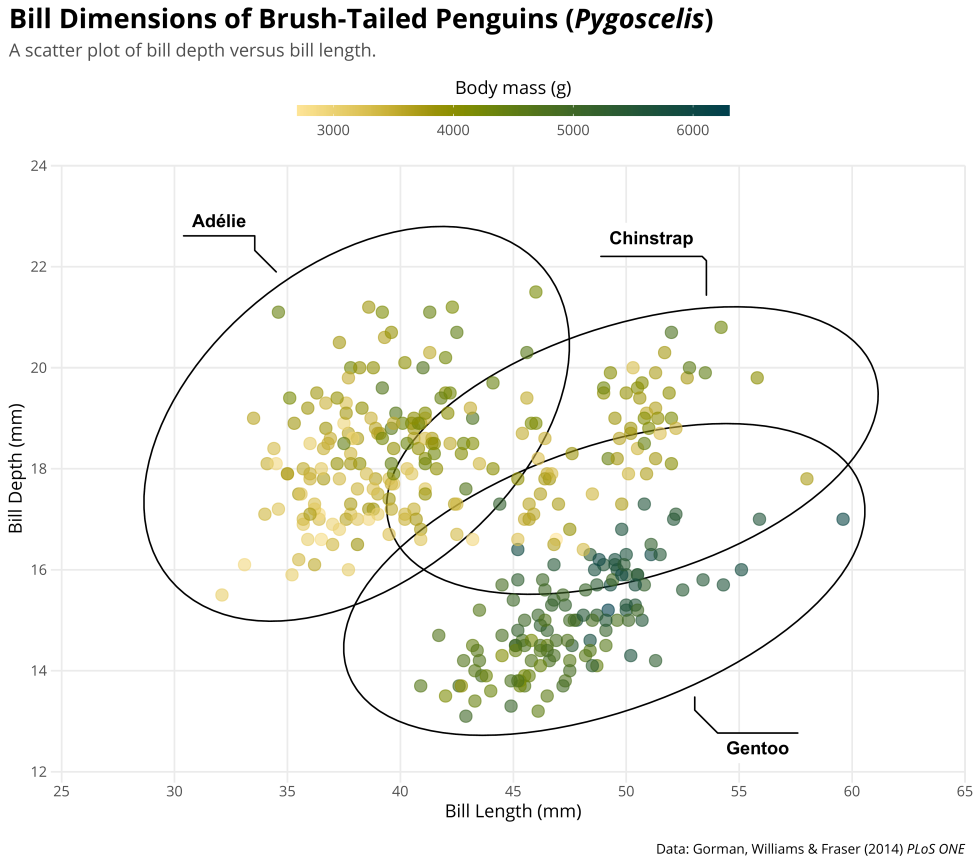 Bill Dimensions of Brush-Tailed Penguins (Pygoscelis)
A scatter plot of bill depth versus bill length.
Body mass (g)
3000 4000 5000 6000
24
22
20
18
16
14
12
Bill Depth (mm)
Adélie
Chinstrap
Gentoo
25 30 35 40 45 50 55 60 65
Bill Length (mm)
Data: Gorman, Williams & Fraser (2014) PLoS ONE